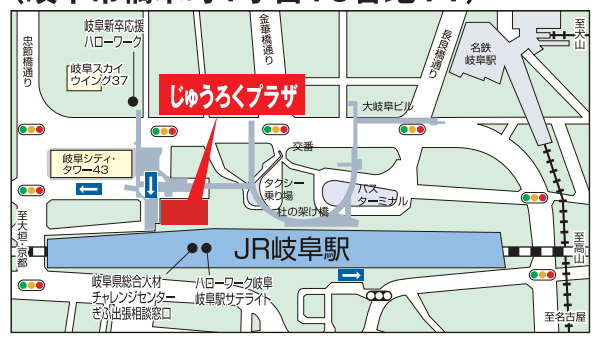 至犬山
岐阜新卒応援
ハローワーク
金華橋通り
長良橋通り
忠節橋通り
名鉄
岐阜駅
岐阜スカイ
ウイング37
じゅうろくプラザ
大岐阜ビル
交番
岐阜シティ・
タワー43
タクシー
乗り場
バス
ターミナル
杜の架け橋
至大垣・京都
JR岐阜駅
至高山
岐阜県総合人材
チャレンジセンター
ぎふ出張相談窓口
ハローワーク岐阜
岐阜駅サテライト
至名古屋